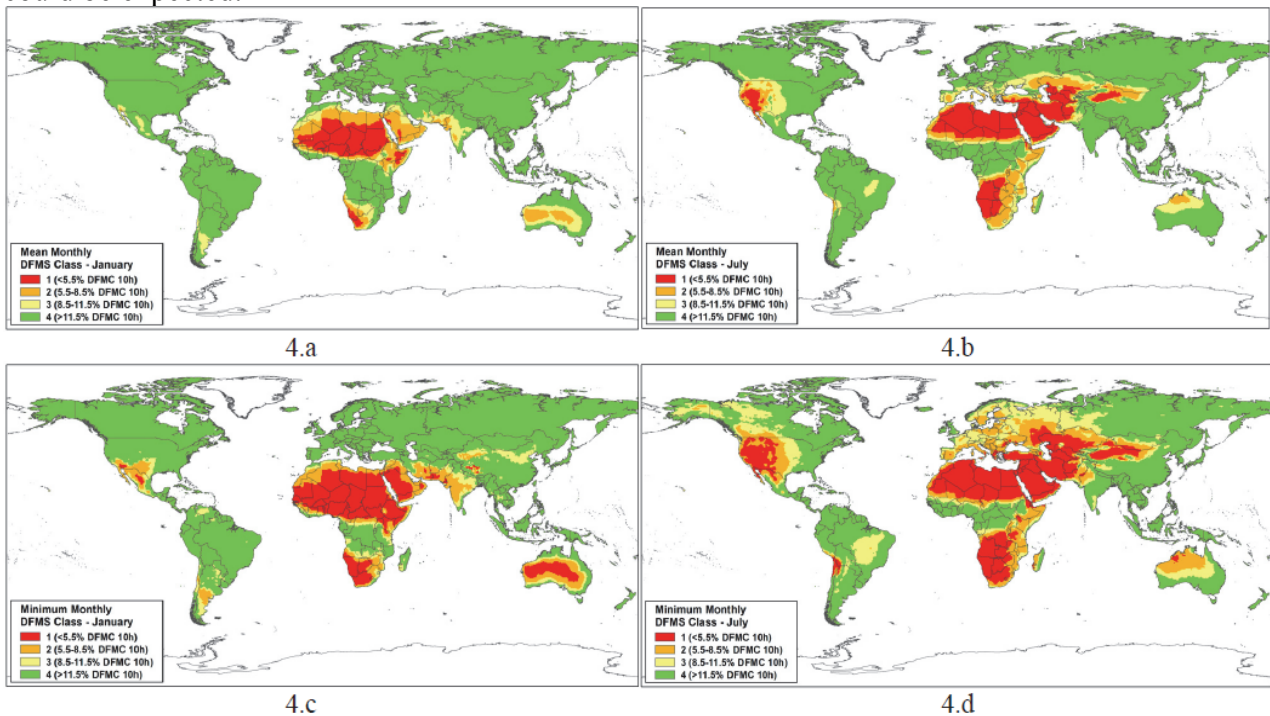 Mean Monthly
DFMS Class - January
1 (<5.5% DFMC 10h)
2 (5.5-8.5% DFMC 10h)
3 (8.5-11.5% DFMC 10h)
4 (>11.5% DFMC 10h)
4.a
Mean Monthly
DFMS Class - July
1 (<5.5% DFMC 10h)
2 (5.5-8.5% DFMC 10h)
3 (8.5-11.5% DFMC 10h)
4 (>11.5% DFMC 10h)
4.b
Minimum Monthly
DFMS Class - January
1 (<5.5% DFMC 10h)
2 (5.5-8.5% DFMC 10h)
3 (8.5-11.5% DFMC 10h)
4 (>11.5% DFMC 10h)
4.c
Minimum Monthly
DFMS Class - July
1 (<5.5% DFMC 10h)
2 (5.5-8.5% DFMC 10h)
3 (8.5-11.5% DFMC 10h)
4 (>11.5% DFMC 10h)
4.d